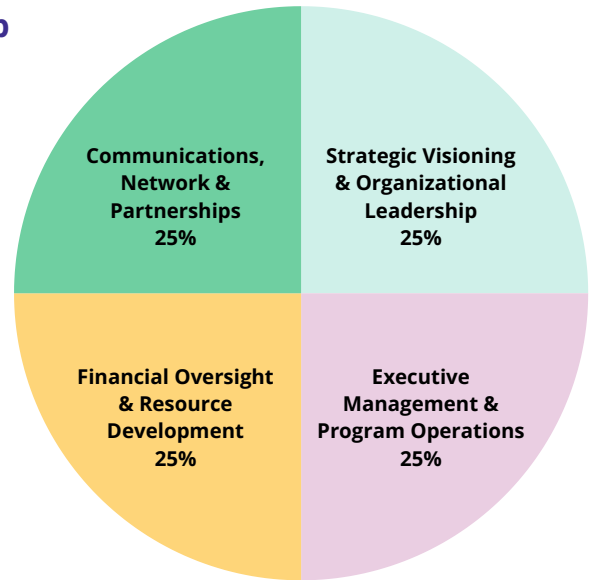 p
Communications,
Network &
Partnerships
25%
Strategic Visioning
& Organizational
Leadership
25%
Financial Oversight
& Resource
Development
25%
Executive
Management &
Program Operations
25%